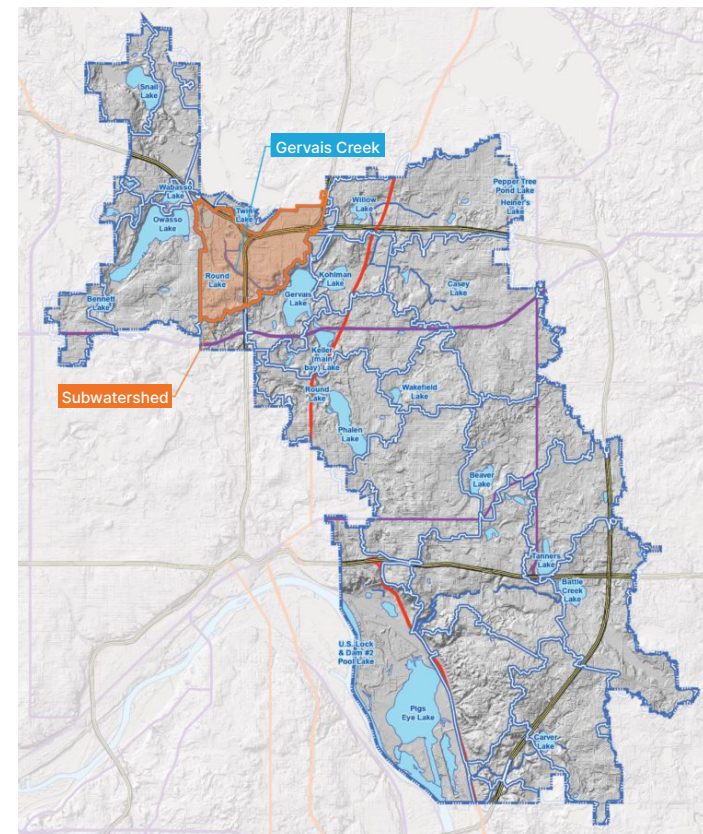 Snail
Lake
Gervais Creek
Wabasso
Lake
Owasso
Lake
Twin
Lake
Willow
Lake
Pepper Tree
Pond Lake
Heiner's
Lake
Round
Lake
Kohlman
Lake
Gervais
Lake
Casey
Lake
Bennett
Lake
Keller
(main
bay) Lake
Subwatershed
Round
Lake
Wakefield
Lake
Phalen
Lake
Beaver
Lake
Tanners
Lake
Battle
Creek
Lake
U.S. Lock
& Dam #2
Pool Lake
Pigs
Eye Lake
Carver
Lake